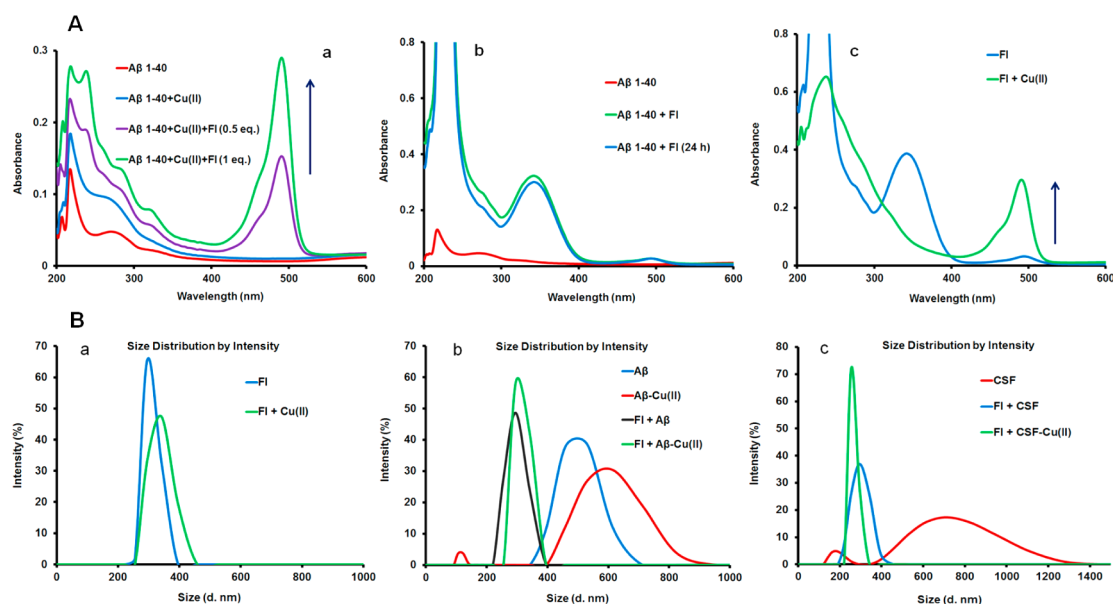 A
a
Absorbance
0.3
0.2
0.1
0
200 300 400 500 600
Wavelength (nm)
Aβ 1-40
Aβ 1-40+Cu(II)
Aβ 1-40+Cu(II)+Fl (0.5 eq.)
Aβ 1-40+Cu(II)+Fl (1 eq.)
b
Absorbance
0.8
0.6
0.4
0.2
0
200 300 400 500 600
Wavelength (nm)
Aβ 1-40
Aβ 1-40 + Fl
Aβ 1-40 + Fl (24 h)
c
Absorbance
0.8
0.6
0.4
0.2
0
200 300 400 500 600
Wavelength (nm)
Fl
Fl + Cu(II)
B
a
Size Distribution by Intensity
Intensity (%)
70
60
50
40
30
20
10
0
0 200 400 600 800 1000
Size (d. nm)
Fl
Fl + Cu(II)
b
Size Distribution by Intensity
Intensity (%)
70
60
50
40
30
20
10
0
0 200 400 600 800 1000
Size (d. nm)
Aβ
Aβ-Cu(II)
Fl + Aβ
Fl + Aβ-Cu(II)
Size Distribution by Intensity
c
Intensity (%)
80
70
60
50
40
30
20
10
0
0 200 400 600 800 1000 1200 1400
Size (d. nm)
CSF
Fl + CSF
Fl + CSF-Cu(II)